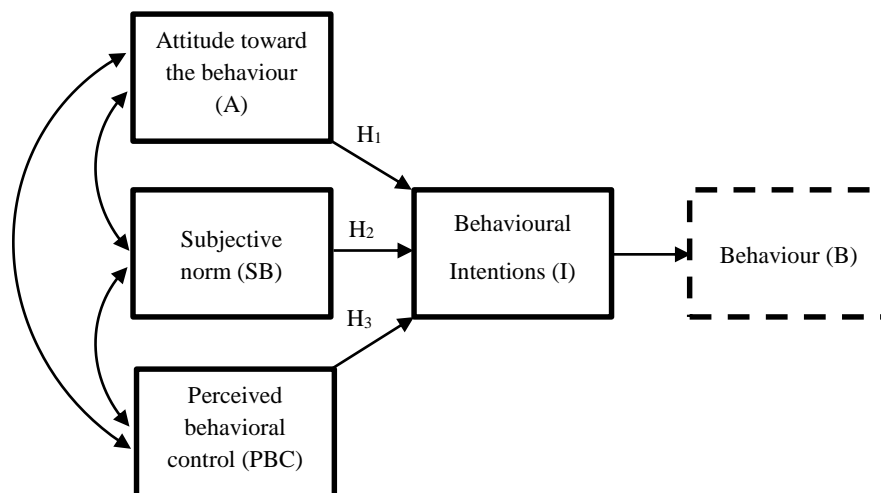 Attitude toward
the behaviour
(A)
H1
Subjective
norm (SB)
H2
Behavioural
Intentions (I)
Behaviour (B)
H3
Perceived
behavioral
control (PBC)